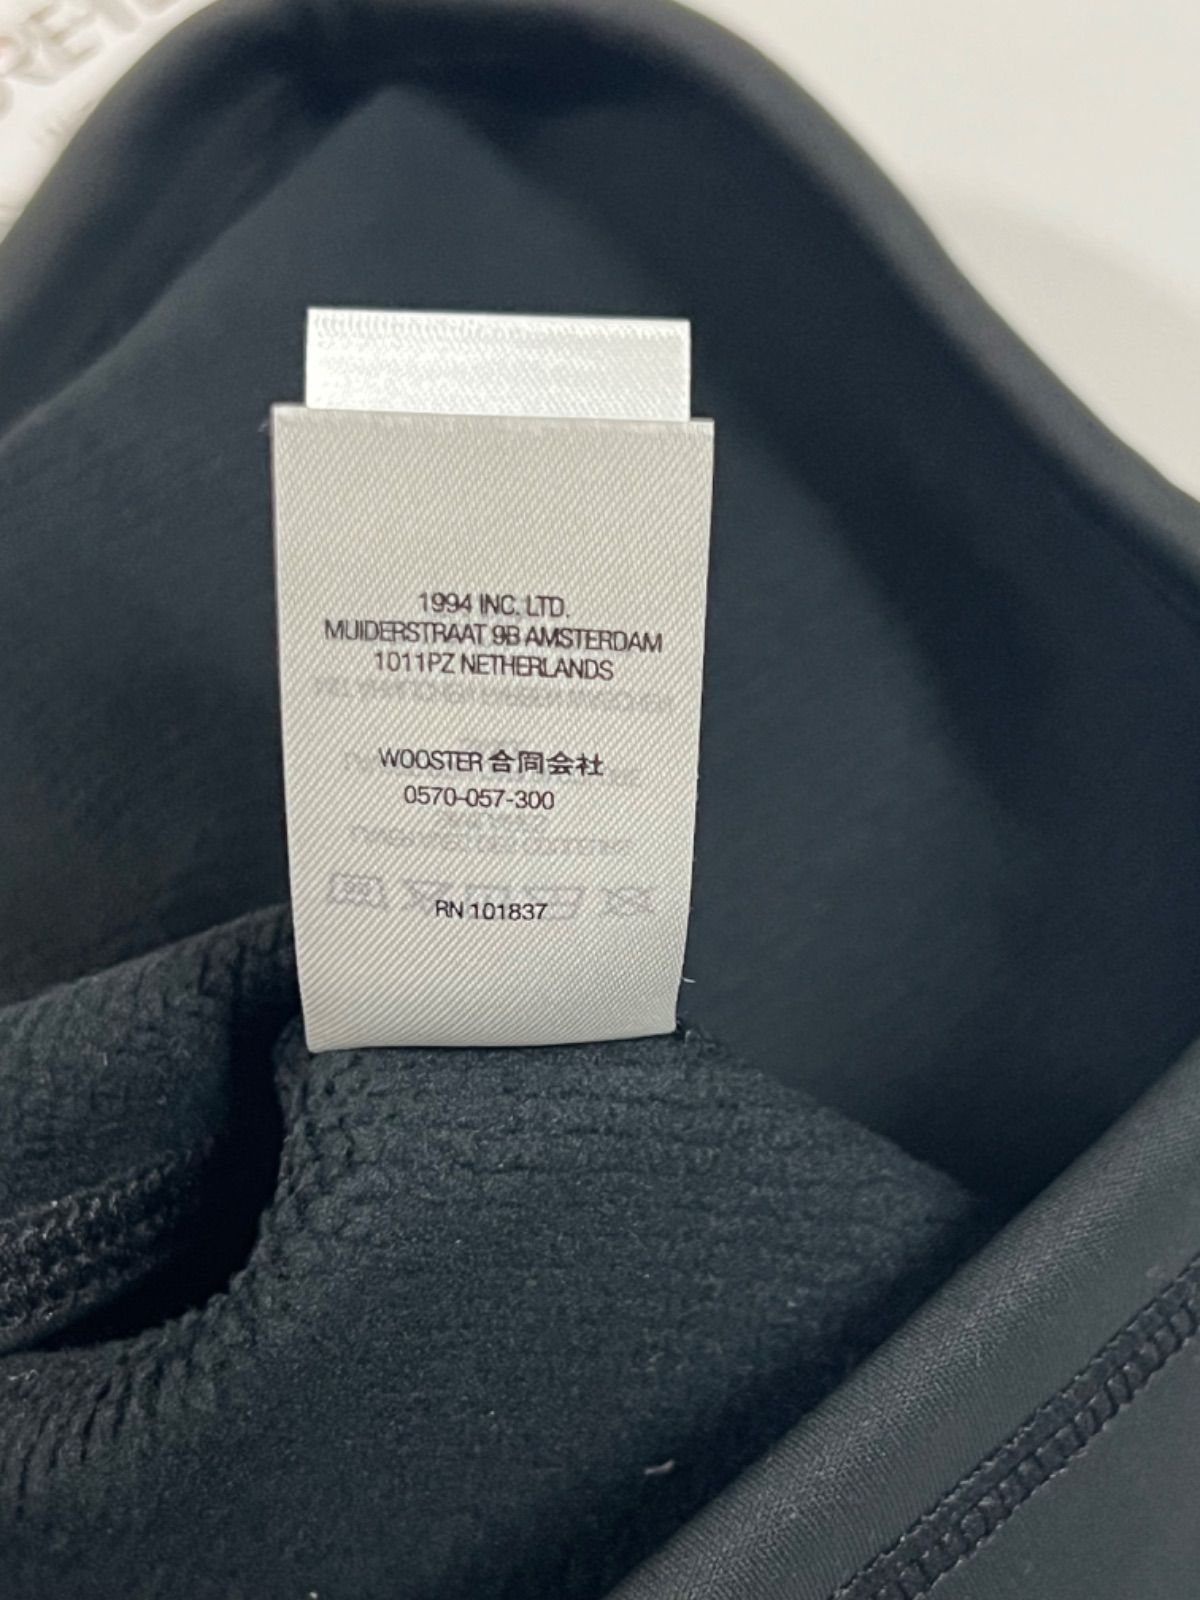 1994 INC. LTD.
MUIDERSTRAAT 9B AMSTERDAM
1011PZ NETHERLANDS
WOOSTER 合同会社
0570-057-300
RN 101837